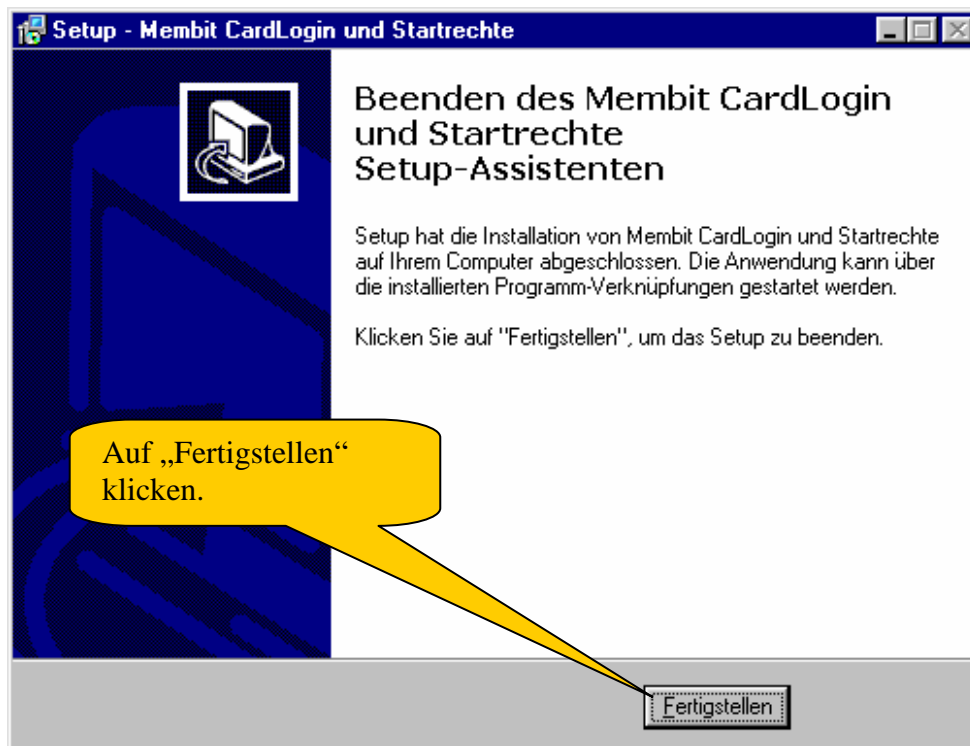 Setup - Membit CardLogin und Startrechte
Beenden des Membit CardLogin
und Startrechte
Setup-Assistenten
Setup hat die Installation von Membit CardLogin und Startrechte
auf Ihrem Computer abgeschlossen. Die Anwendung kann über
die installierten Programm-Verknüpfungen gestartet werden.
Klicken Sie auf "Fertigstellen", um das Setup zu beenden.
Auf „Fertigstellen“
klicken.
Fertigstellen